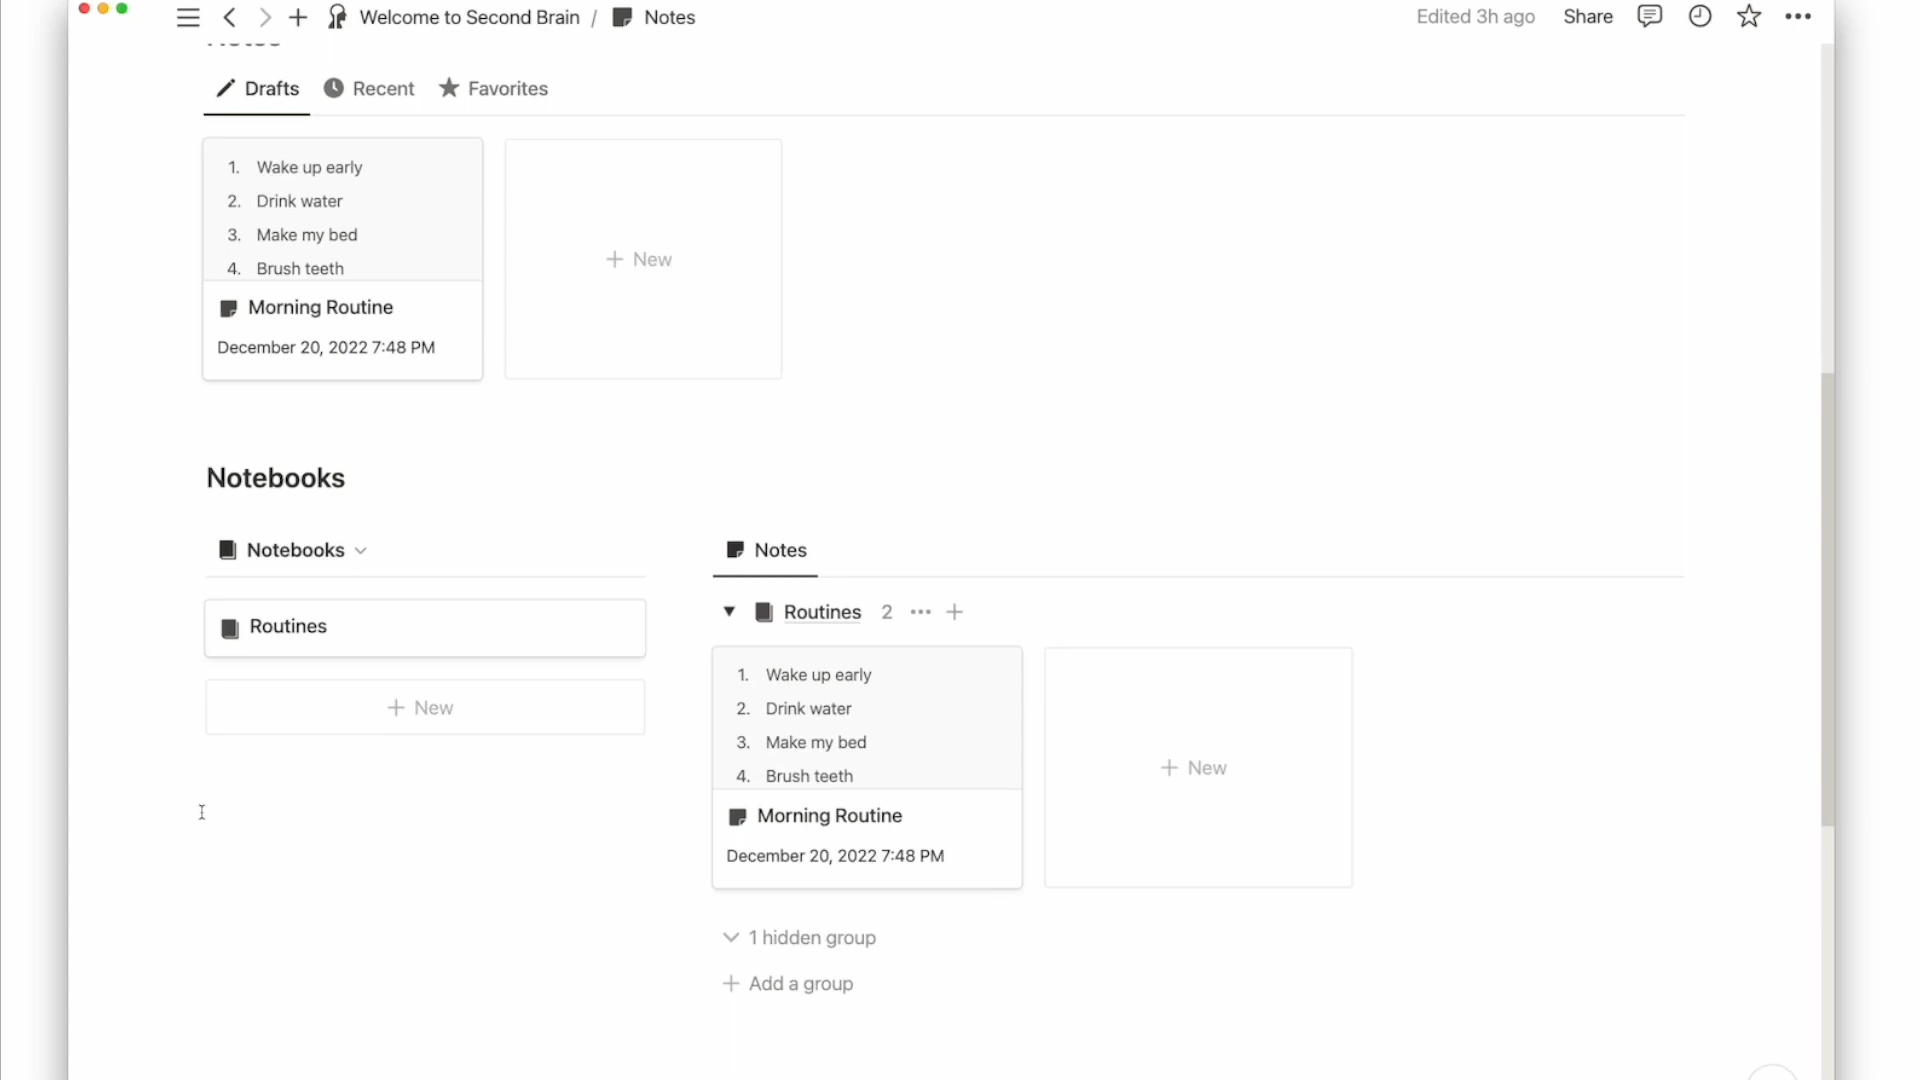 Welcome to Second Brain / Notes
Edited 3h ago Share
Drafts Recent Favorites
1. Wake up early
2. Drink water
3. Make my bed
4. Brush teeth
Morning Routine
December 20, 2022 7:48 PM
+ New
Notebooks
Notebooks
Routines
+ New
Notes
Routines 2 ••• +
1. Wake up early
2. Drink water
3. Make my bed
4. Brush teeth
Morning Routine
December 20, 2022 7:48 PM
+ New
1 hidden group
+ Add a group